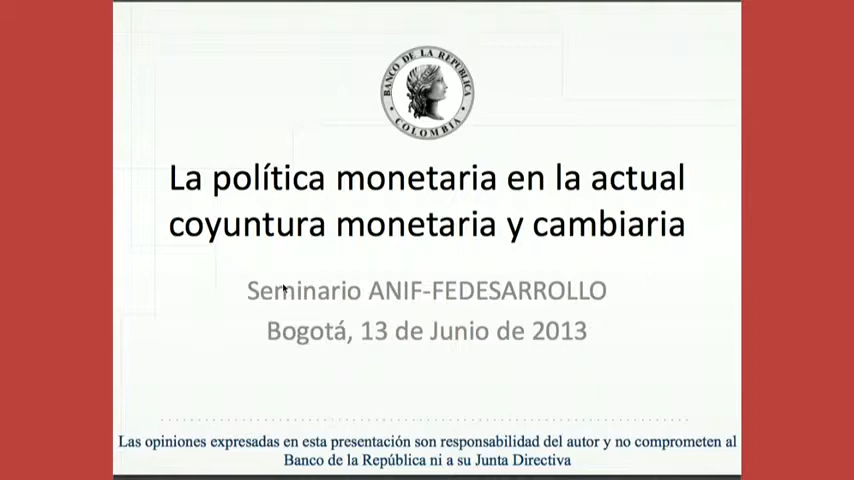 BANCO DE LA REPUBLICA
COLOMBIA
La política monetaria en la actual
coyuntura monetaria y cambiaria
Seminario ANIF-FEDESARROLLO
Bogotá, 13 de Junio de 2013
Las opiniones expresadas en esta presentación son responsabilidad del autor y no comprometen al
Banco de la República ni a su Junta Directiva